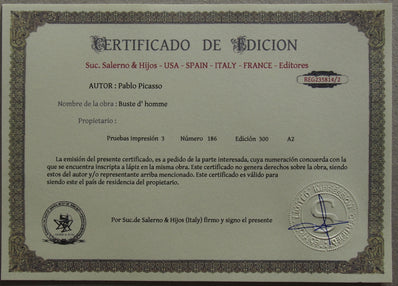 CERTIFICADO DE EDICION
Suc. Salerno & Hijos - USA - SPAIN - ITALY - FRANCE - Editores
REG235814/2
AUTOR : Pablo Picasso
Nombre de la obra : Buste d' homme
Propietario :
Pruebas impresión 3 Número 186 Edición 300 A2
La emisión del presente certificado, es a pedido de la parte interesada, cuya numeración concuerda con la
que se encuentra inscripta a lápiz en la misma obra. Este certificado no genera derechos sobre la obra, siendo
estos del autor y/o representante arriba mencionado. Este certificado es válido para
siendo este el país de residencia del propietario.
Por Suc.de Salerno & Hijos (Italy) firmo y signo el presente